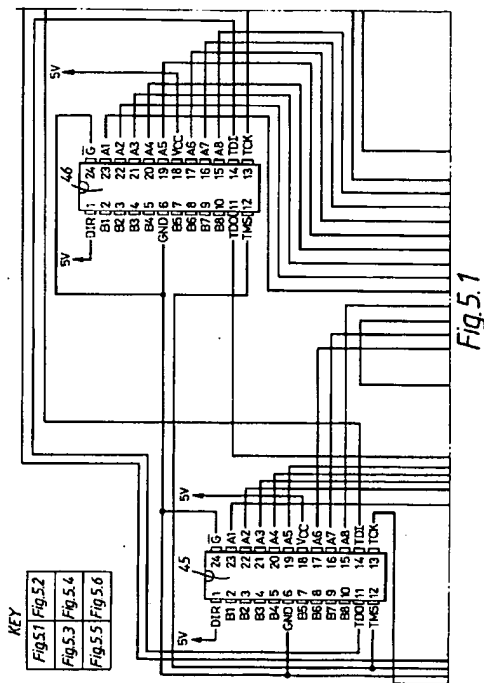 KEY
Fig.5.1 Fig.5.2
Fig.5.3 Fig.5.4
Fig.5.5 Fig.5.6
45
5V
DIR 1 24 G
B1 2 23 A1
B2 3 22 A2
B3 4 21 A3
B4 5 20 A4
GND 6 19 A5
B5 7 18 VCC
B6 8 17 A6
B7 9 16 A7
B8 10 15 A8
TDO 11 14 TDI
TMS 12 13 TCK
5V
46
5V
DIR 1 24 G
B1 2 23 A1
B2 3 22 A2
B3 4 21 A3
B4 5 20 A4
GND 6 19 A5
B5 7 18 VCC
B6 8 17 A6
B7 9 16 A7
B8 10 15 A8
TDO 11 14 TDI
TMS 12 13 TCK
5V
Fig.5.1